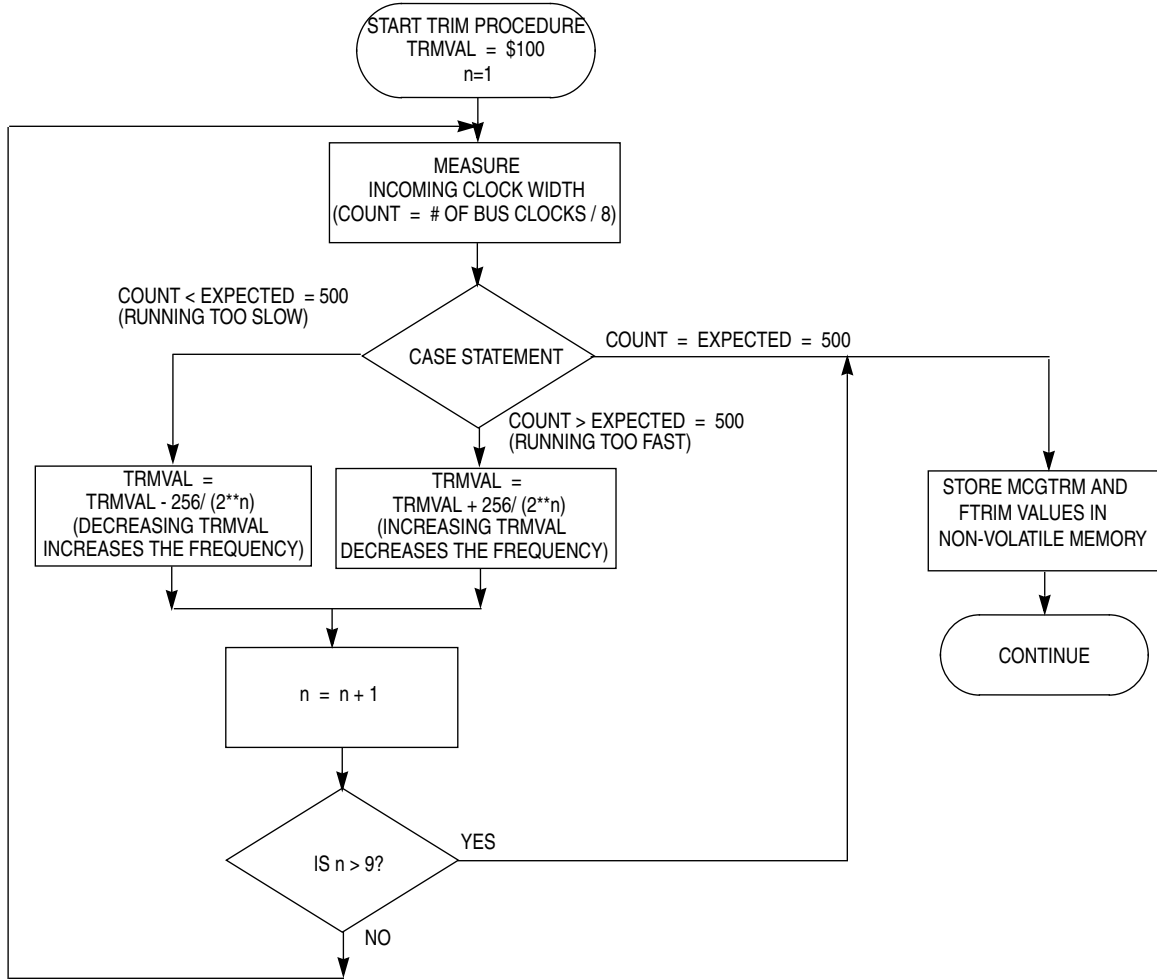 START TRIM PROCEDURE
TRMVAL = $100
n=1
MEASURE
INCOMING CLOCK WIDTH
(COUNT = # OF BUS CLOCKS / 8)
COUNT < EXPECTED = 500
(RUNNING TOO SLOW)
CASE STATEMENT
COUNT = EXPECTED = 500
COUNT > EXPECTED = 500
(RUNNING TOO FAST)
TRMVAL =
TRMVAL - 256/ (2**n)
(DECREASING TRMVAL
INCREASES THE FREQUENCY)
TRMVAL =
TRMVAL + 256/ (2**n)
(INCREASING TRMVAL
DECREASES THE FREQUENCY)
STORE MCGTRM AND
FTRIM VALUES IN
NON-VOLATILE MEMORY
CONTINUE
n = n + 1
IS n > 9?
YES
NO